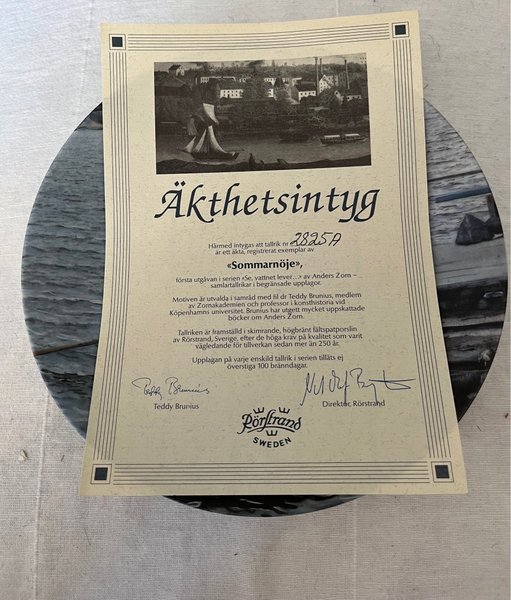 Äkthetsintyg
Härmed intygas att tallrik nr 2825A
är ett äkta, registrerat exemplar av
«Sommarnöje»,
första utgåvan i serien «Se, vattnet lever...» av Anders Zorn –
samlartallrikar i begränsade upplagor.
Motiven är utvalda i samråd med fil dr Teddy Brunius, medlem
av Zornakademien och professor i konsthistoria vid
Köpenhamns universitet. Brunius har utgett mycket uppskattade
böcker om Anders Zorn.
Tallriken är framställd i skimrande, högbränt fältspatporslin
av Rörstrand, Sverige, efter de höga krav på kvalitet som varit
vägledande för tillverkan sedan mer än 250 år.
Upplagan på varje enskild tallrik i serien tillåts ej
överstiga 100 bränndagar.
Teddy Brunius
Teddy Brunius
Direktör, Rörstrand
Rörstrand
SWEDEN